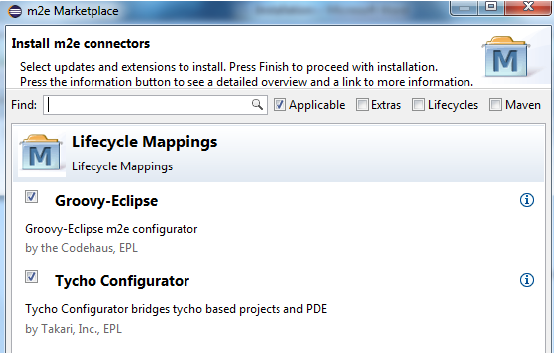 m2e Marketplace
Install m2e connectors
Select updates and extensions to install. Press Finish to proceed with installation.
Press the information button to see a detailed overview and a link to more information.
M
Find: Applicable Extras Lifecycles Maven
M
Lifecycle Mappings
Lifecycle Mappings
Groovy-Eclipse
Groovy-Eclipse m2e configurator
by the Codehaus, EPL
Tycho Configurator
Tycho Configurator bridges tycho based projects and PDE
by Takari, Inc., EPL